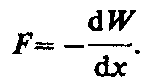 F = − dW/dx.